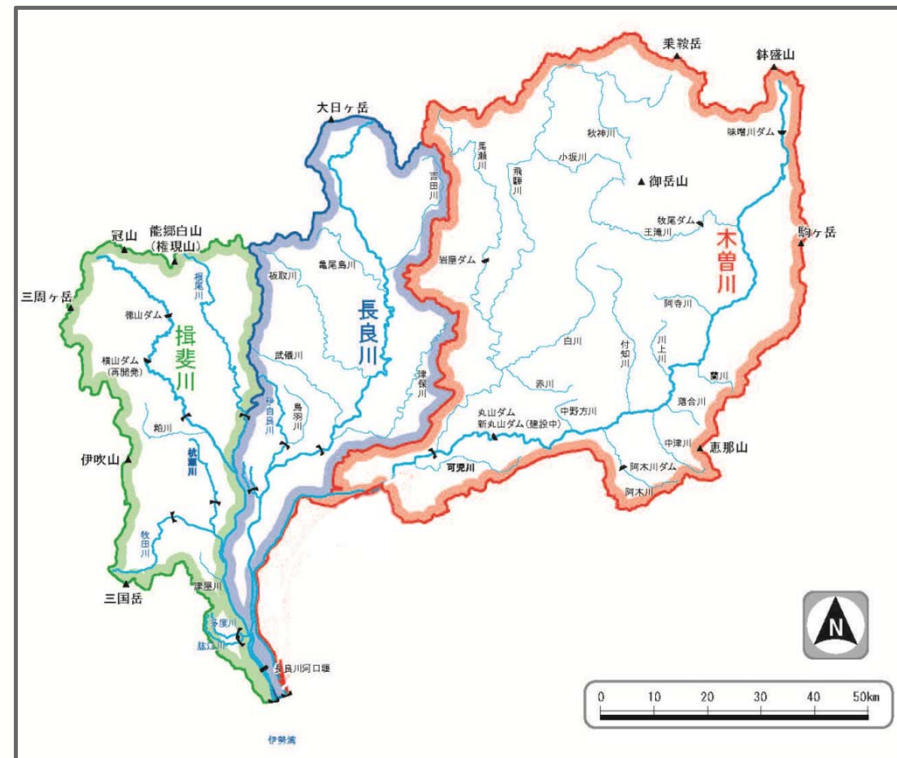 乗鞍岳
鉢盛山
大日ヶ岳
味噌川ダム
秋神川
小坂川
馬瀬川
飛騨川
吉田川
御岳山
牧尾ダム
王滝川
木曽川
駒ヶ岳
能郷白山
(権現山)
冠山
根尾川
板取川
亀尾島川
岩屋ダム
長良川
三周ヶ岳
徳山ダム
揖斐川
横山ダム
(再開発)
武儀川
津保川
白川
付知川
川上川
阿寺川
蘭川
落合川
赤川
中野方川
丸山ダム
新丸山ダム(建設中)
鳥羽川
伊自良川
粕川
伊吹山
杭瀬川
可児川
中津川
恵那山
阿木川ダム
阿木川
牧田川
三国岳
津屋川
多度川
肱江川
長良川河口堰
伊勢湾
N
0 10 20 30 40 50km